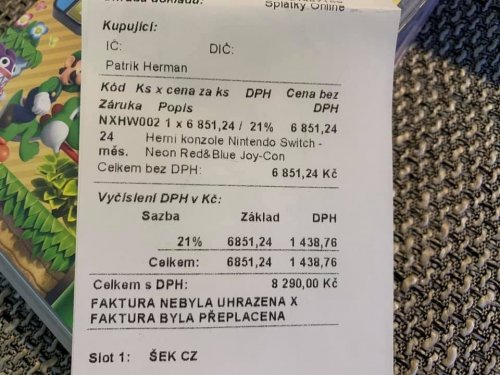 Splátky Online
Kupující:
IČ: DIČ:
Patrik Herman
Kód Ks x cena za ks DPH Cena bez
Záruka Popis DPH
NXHW002 1 x 6 851,24 / 21% 6 851,24
24 Herní konzole Nintendo Switch -
měs. Neon Red&Blue Joy-Con
Celkem bez DPH: 6 851,24 Kč
Vyčíslení DPH v Kč:
Sazba Základ DPH
21% 6851,24 1 438,76
Celkem: 6851,24 1 438,76
Celkem s DPH: 8 290,00 Kč
FAKTURA NEBYLA UHRAZENA X
FAKTURA BYLA PŘEPLACENA
Slot 1: ŠEK CZ